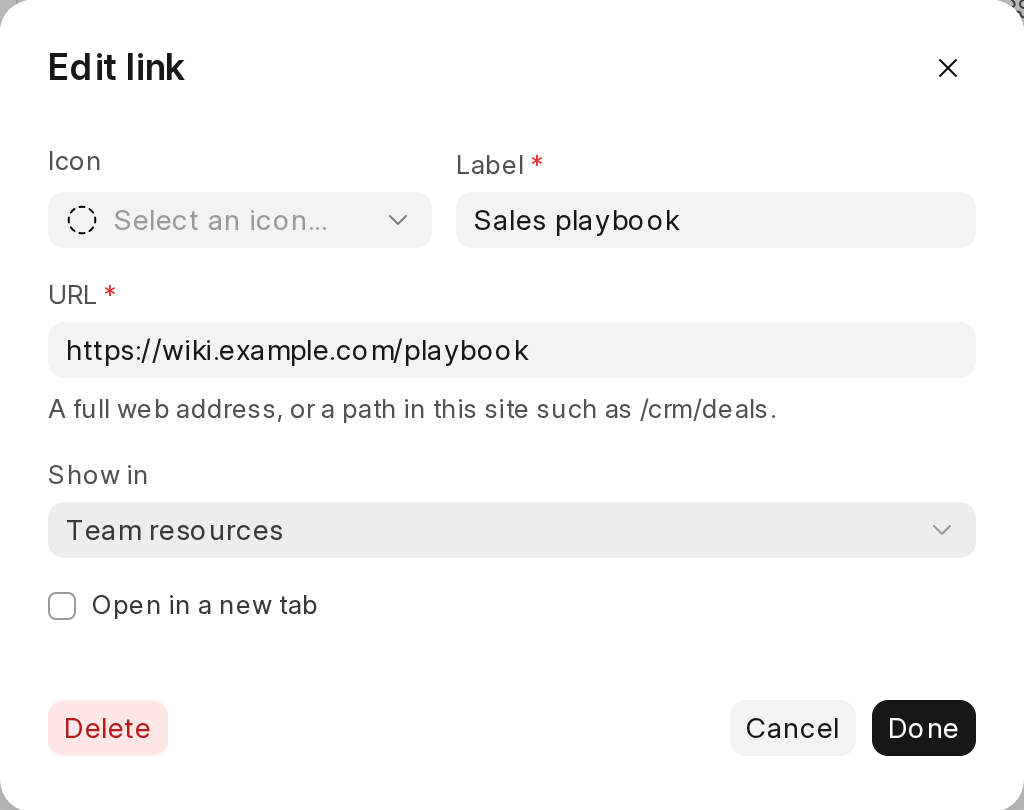 Edit link
Icon
Label *
Select an icon...
Sales playbook
URL *
https://wiki.example.com/playbook
A full web address, or a path in this site such as /crm/deals.
Show in
Team resources
Open in a new tab
Delete
Cancel
Done